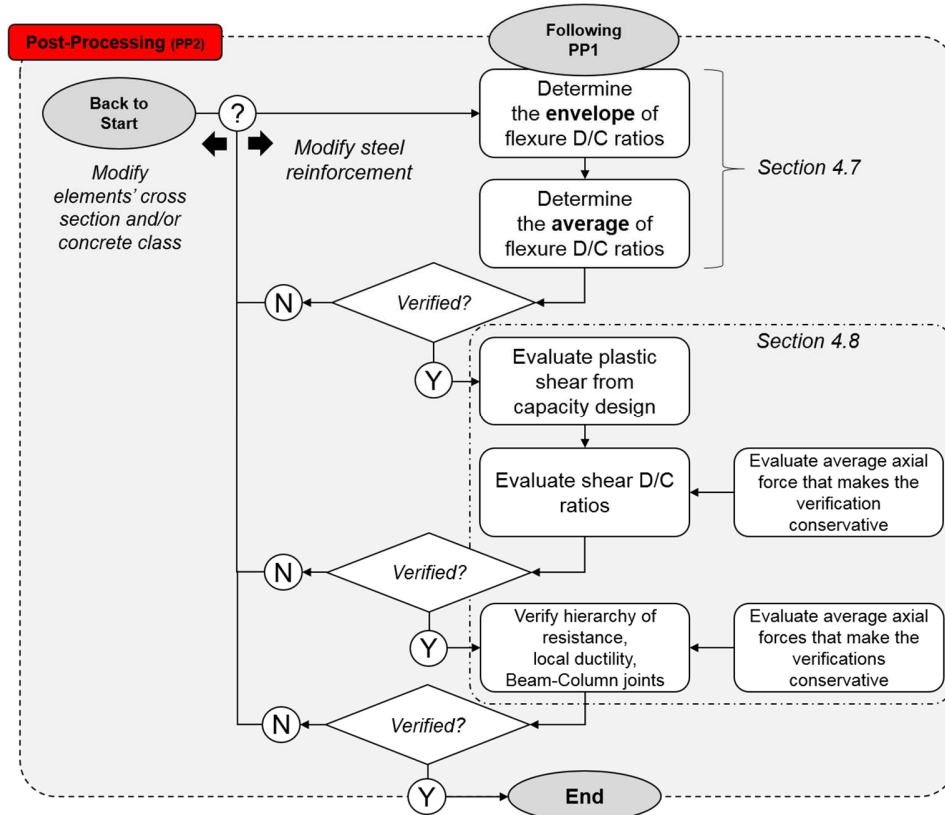 Post-Processing (PP2)
Following
PP1
Back to
Start
?
Modify
elements' cross
section and/or
concrete class
Modify steel
reinforcement
Determine
the envelope of
flexure D/C ratios
Determine
the average of
flexure D/C ratios
Section 4.7
Verified?
N
Y
Section 4.8
Evaluate plastic
shear from
capacity design
Evaluate shear D/C
ratios
Evaluate average axial
force that makes the
verification
conservative
Verified?
N
Y
Verify hierarchy of
resistance,
local ductility,
Beam-Column joints
Evaluate average axial
forces that make the
verifications
conservative
Verified?
N
Y
End